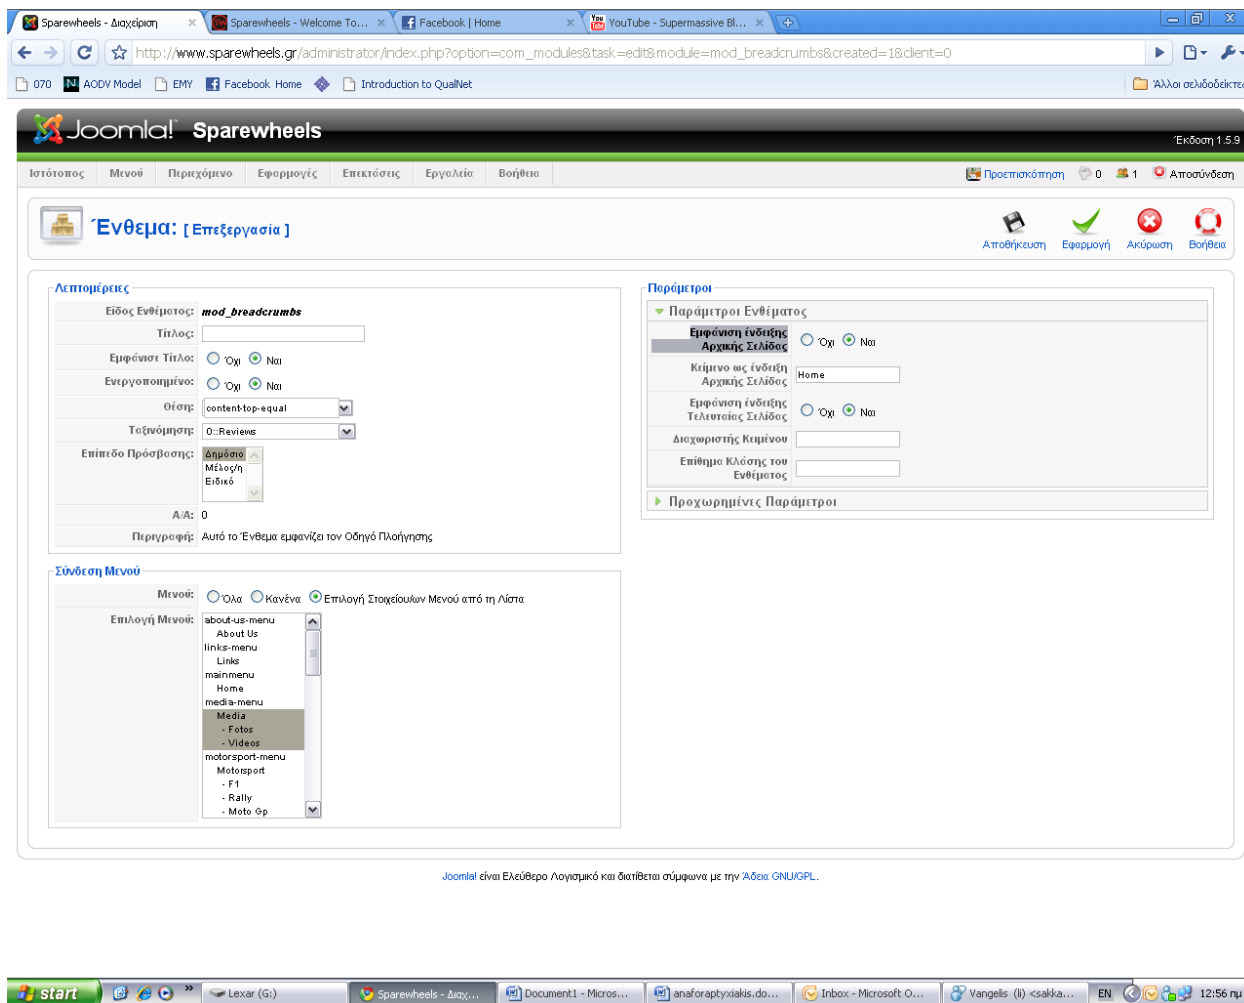 Sparewheels - Διαχείριση
Sparewheels - Welcome To...
Facebook | Home
YouTube - Supermassive Bl...
http://www.sparewheels.gr/administrator/index.php?option=com_modules&task=edit&module=mod_breadcrumbs&created=1&client=0
070 AODV Model EMY Facebook Home Introduction to QualNet Άλλοι σελιδοδείκτες
Joomla! Sparewheels
Έκδοση 1.5.9
Ιστότοπος Μενού Περιεχόμενο Εφαρμογές Επεκτάσεις Εργαλεία Βοήθεια Προεπισκόπηση 0 1 Αποσύνδεση
Ένθεμα: [ Επεξεργασία ]
Αποθήκευση Εφαρμογή Ακύρωση Βοήθεια
Λεπτομέρειες
Είδος Ενθέματος: mod_breadcrumbs
Τίτλος:
Εμφάνισε Τίτλο: Όχι Ναι
Ενεργοποιημένο: Όχι Ναι
Θέση: content-top-equal
Ταξινόμηση: 0::Reviews
Επίπεδο Πρόσβασης: Δημόσιο
Μέλος/η
Ειδικό
Α/Α: 0
Περιγραφή: Αυτό το Ένθεμα εμφανίζει τον Οδηγό Πλοήγησης
Σύνδεση Μενού
Μενού: Όλα Κανένα Επιλογή Στοιχείου/ων Μενού από τη Λίστα
Επιλογή Μενού: about-us-menu
About Us
links-menu
Links
mainmenu
Home
media-menu
Media
- Fotos
- Videos
motorsport-menu
Motorsport
- F1
- Rally
- Moto Gp
Παράμετροι
Παράμετροι Ενθέματος
Εμφάνιση ένδειξης
Αρχικής Σελίδας Όχι Ναι
Κείμενο ως ένδειξη
Αρχικής Σελίδας Home
Εμφάνιση ένδειξης
Τελευταίας Σελίδας Όχι Ναι
Διαχωριστής Κειμένου
Επίθημα Κλάσης του
Ενθέματος
Προχωρημένες Παράμετροι
Joomla! είναι Ελεύθερο Λογισμικό και διατίθεται σύμφωνα με την Άδεια GNU/GPL.
start Lexar (G:) Sparewheels - Διαχ... Document1 - Micros... anaforaptyxiakis.do... Inbox - Microsoft O... Vangelis (li) <sakka... EN 12:56 πμ